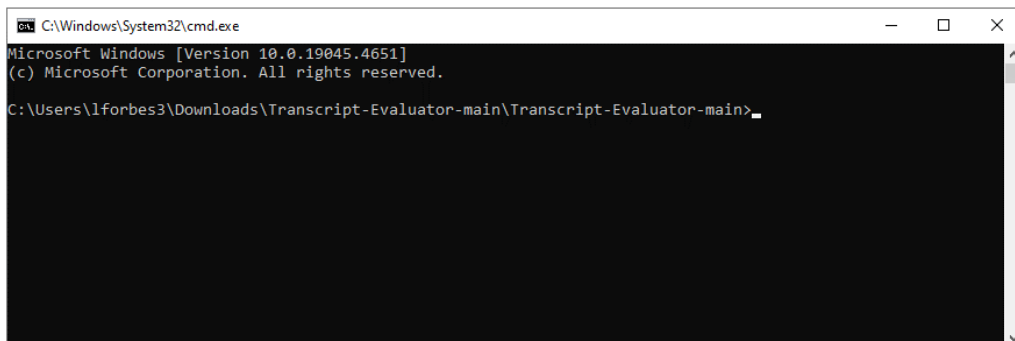 C:\Windows\System32\cmd.exe
Microsoft Windows [Version 10.0.19045.4651]
(c) Microsoft Corporation. All rights reserved.
C:\Users\lforbes3\Downloads\Transcript-Evaluator-main\Transcript-Evaluator-main>